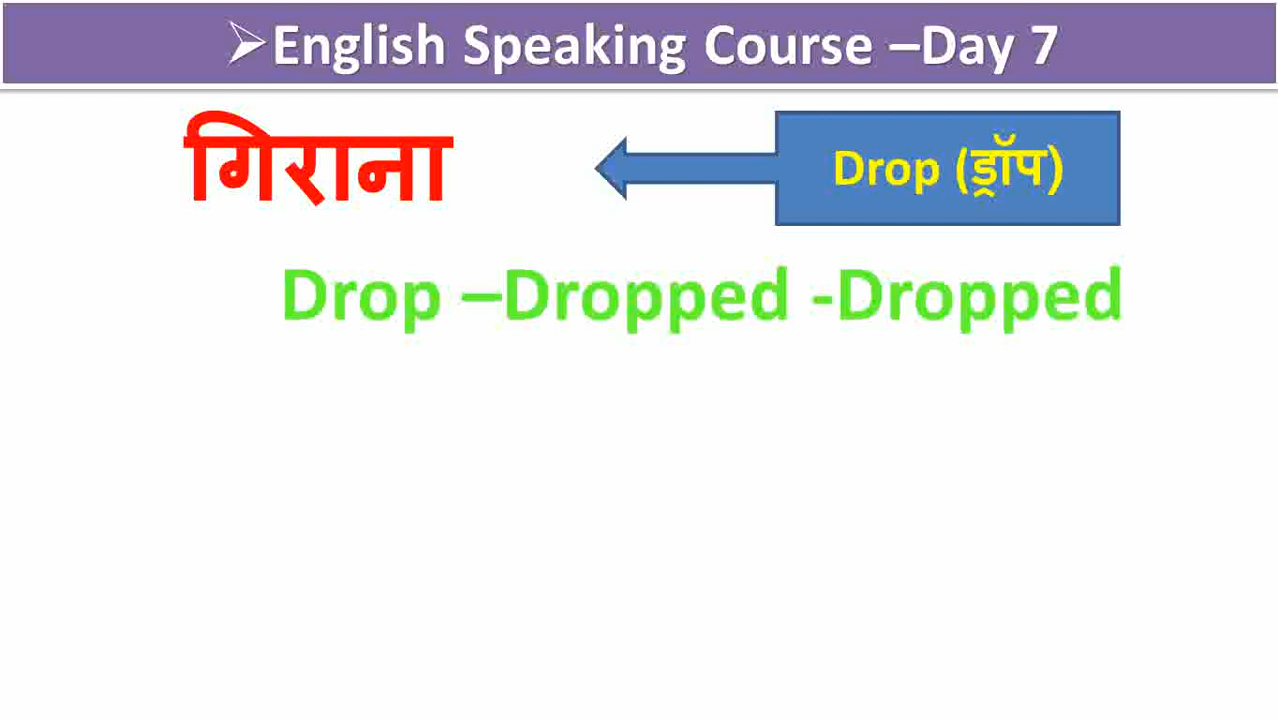 ➢English Speaking Course –Day 7
गिराना
Drop (ड्रॉप)
Drop –Dropped -Dropped